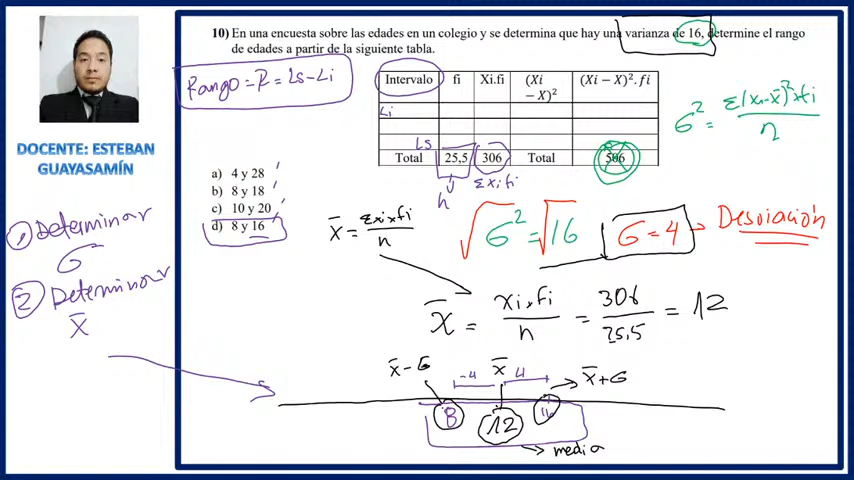 10) En una encuesta sobre las edades en un colegio y se determina que hay una varianza de 16, determine el rango
de edades a partir de la siguiente tabla.
Rango = R = Ls - Li
Intervalo fi Xi.fi (Xi − X)^2 (Xi − X)^2. fi
Li
Ls
Total 25,5 306 Total 506
n Σxi.fi
σ² = Σ(xi-x̄)²×fi / n
DOCENTE: ESTEBAN
GUAYASAMÍN
a) 4 y 28
b) 8 y 18
c) 10 y 20
d) 8 y 16
1) Determinar
σ²
2) Determinar
x̄
x̄ = Σxi×fi / n
√σ² = √16
σ = 4 → Desviación
x̄ = xi×fi / n = 306 / 25,5 = 12
x̄-σ -4 x̄ 4 x̄+σ
8 12 16
→ media